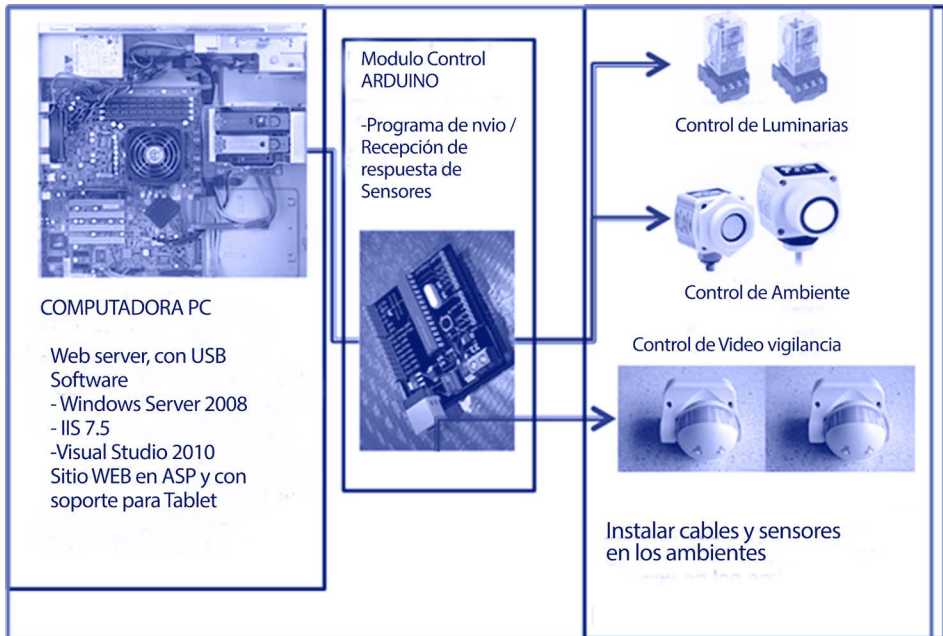 Modulo Control
ARDUINO
-Programa de nvio /
Recepción de
respuesta de
Sensores
COMPUTADORA PC
Web server, con USB
Software
- Windows Server 2008
- IIS 7.5
-Visual Studio 2010
Sitio WEB en ASP y con
soporte para Tablet
Control de Luminarias
Control de Ambiente
Control de Video vigilancia
Instalar cables y sensores
en los ambientes